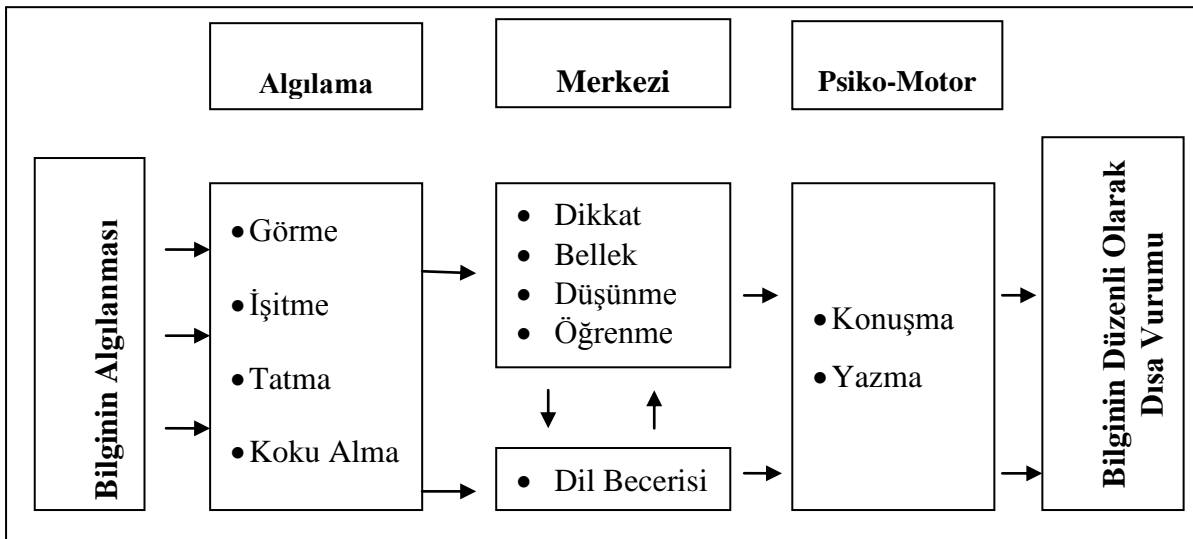 Algılama
Merkezi
Psiko-Motor
Bilginin Algılanması
• Görme
• İşitme
• Tatma
• Koku Alma
• Dikkat
• Bellek
• Düşünme
• Öğrenme
• Dil Becerisi
• Konuşma
• Yazma
Bilginin Düzenli Olarak
Dısa Vurumu